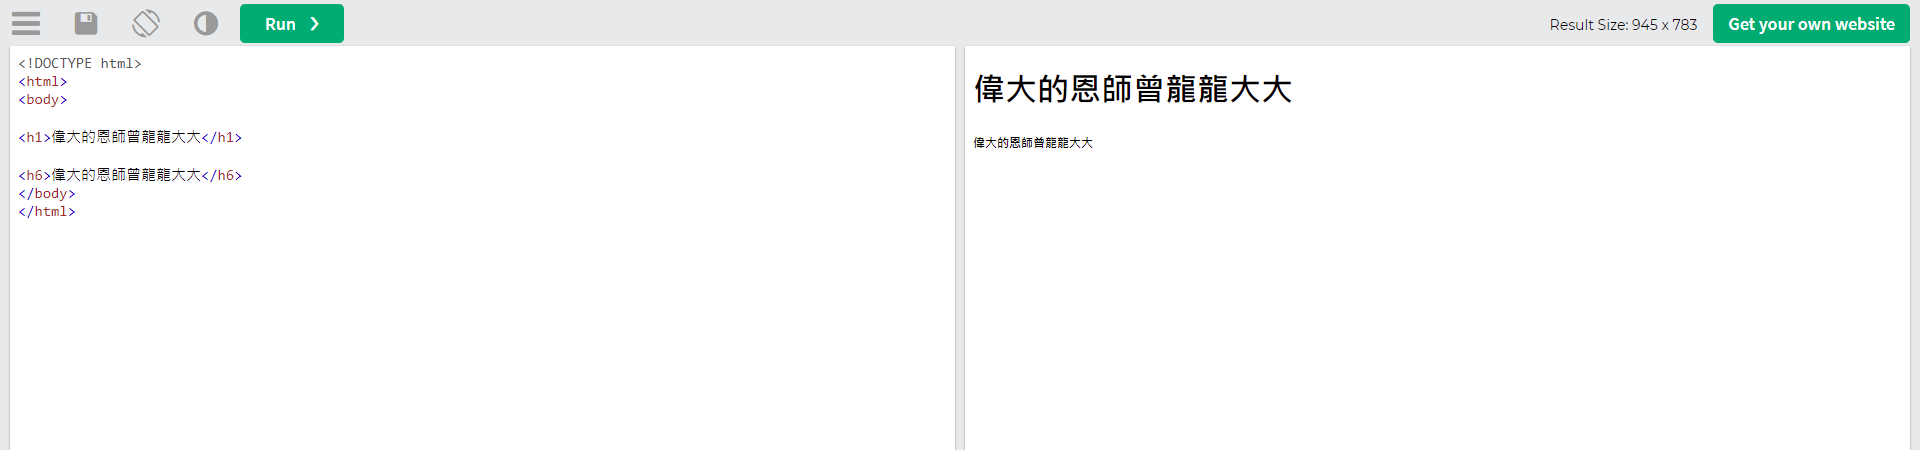 Run ❯
Result Size: 945 x 783
Get your own website
<!DOCTYPE html>
<html>
<body>
<h1>偉大的恩師曾龍龍大大</h1>
<h6>偉大的恩師曾龍龍大大</h6>
</body>
</html>
偉大的恩師曾龍龍大大
偉大的恩師曾龍龍大大